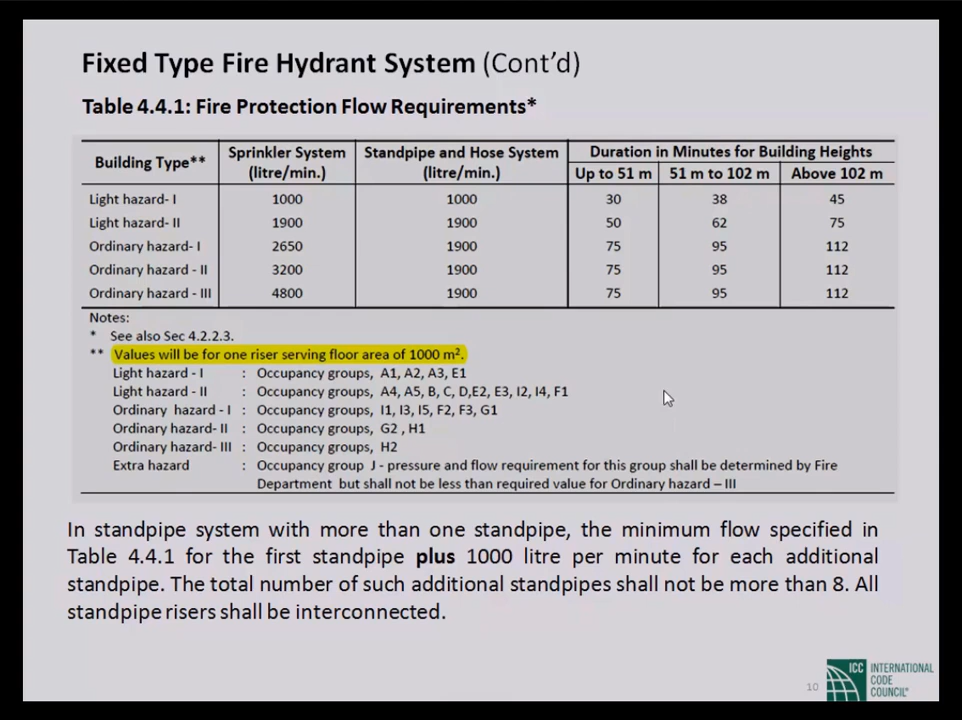 Fixed Type Fire Hydrant System (Cont'd)
Table 4.4.1: Fire Protection Flow Requirements*
Building Type** Sprinkler System (litre/min.) Standpipe and Hose System (litre/min.) Duration in Minutes for Building Heights
Up to 51 m 51 m to 102 m Above 102 m
Light hazard- I 1000 1000 30 38 45
Light hazard- II 1900 1900 50 62 75
Ordinary hazard- I 2650 1900 75 95 112
Ordinary hazard - II 3200 1900 75 95 112
Ordinary hazard - III 4800 1900 75 95 112
Notes:
* See also Sec 4.2.2.3.
** Values will be for one riser serving floor area of 1000 m².
Light hazard - I : Occupancy groups, A1, A2, A3, E1
Light hazard - II : Occupancy groups, A4, A5, B, C, D,E2, E3, I2, I4, F1
Ordinary hazard - I : Occupancy groups, I1, I3, I5, F2, F3, G1
Ordinary hazard- II : Occupancy groups, G2 , H1
Ordinary hazard- III : Occupancy groups, H2
Extra hazard : Occupancy group J - pressure and flow requirement for this group shall be determined by Fire
Department but shall not be less than required value for Ordinary hazard – III
In standpipe system with more than one standpipe, the minimum flow specified in
Table 4.4.1 for the first standpipe plus 1000 litre per minute for each additional
standpipe. The total number of such additional standpipes shall not be more than 8. All
standpipe risers shall be interconnected.
10
ICC INTERNATIONAL
CODE
COUNCIL®